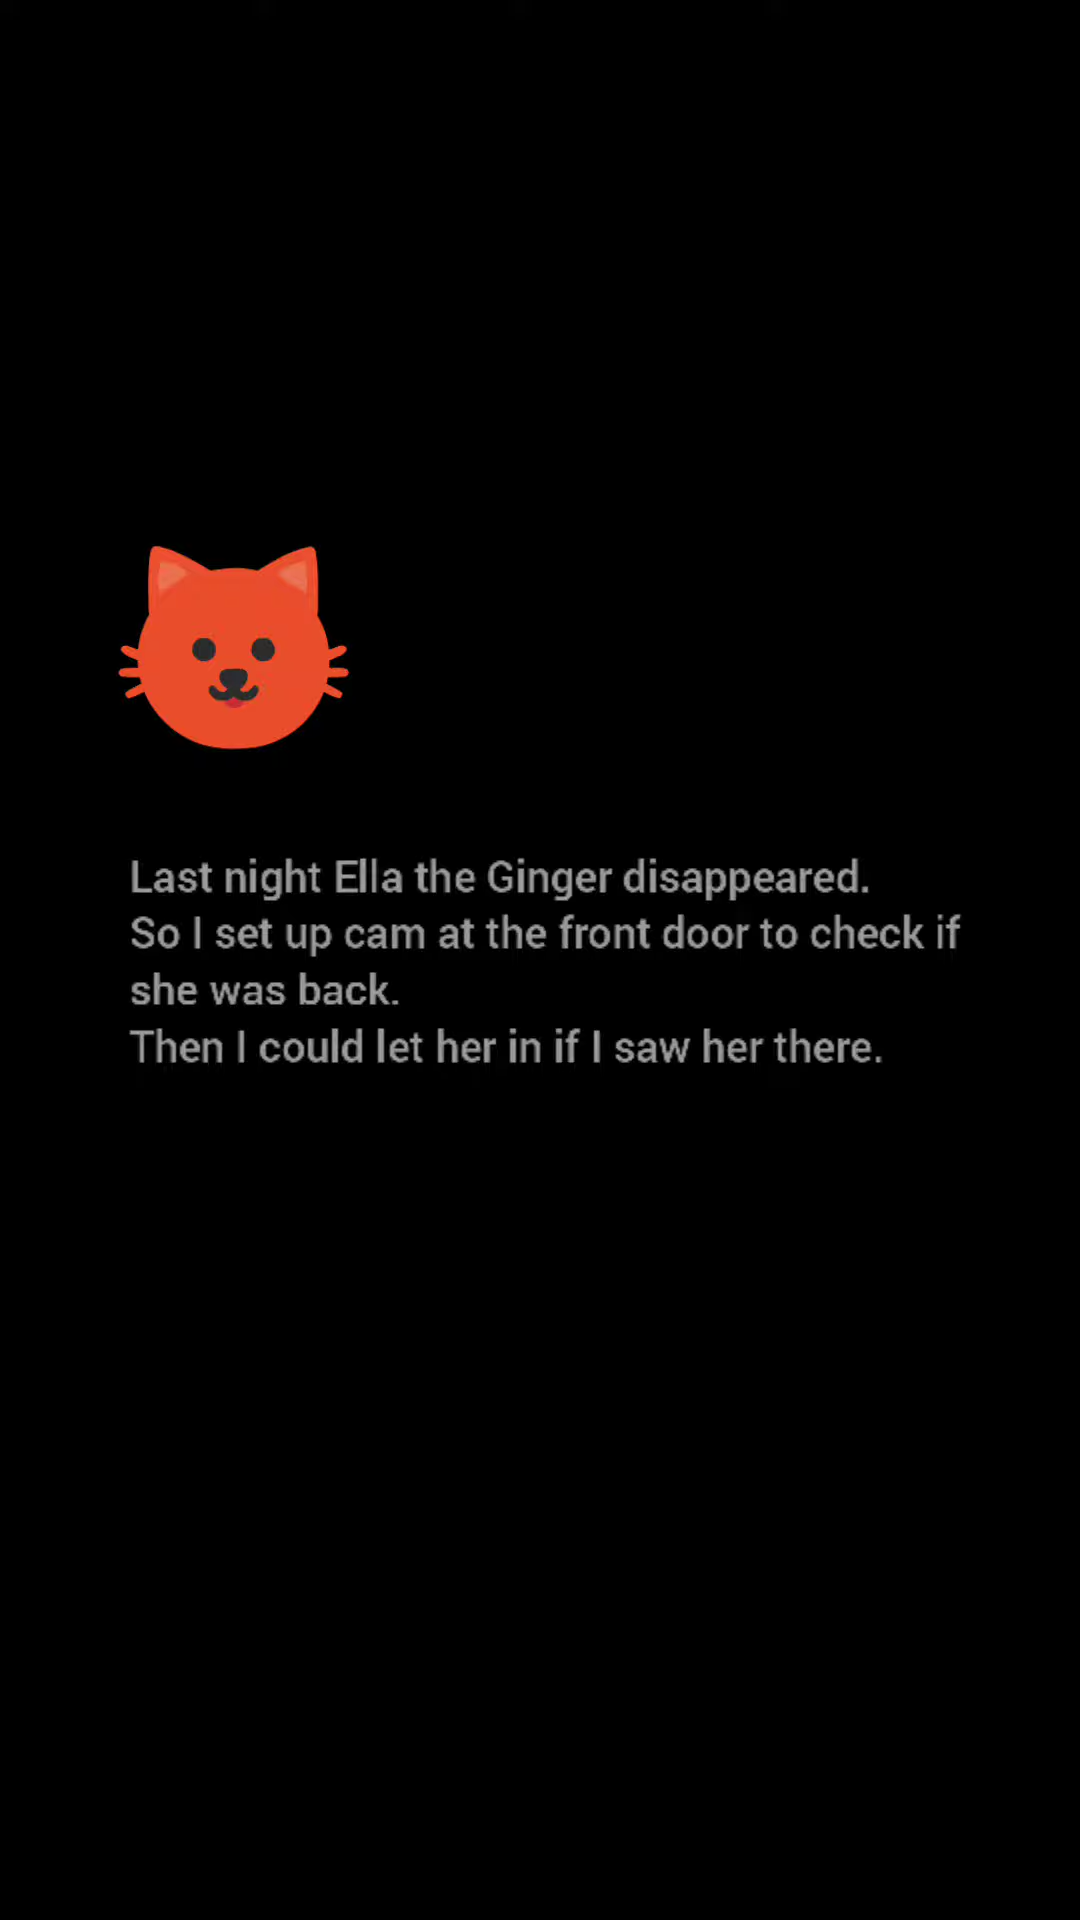 Last night Ella the Ginger disappeared.
So I set up cam at the front door to check if
she was back.
Then I could let her in if I saw her there.